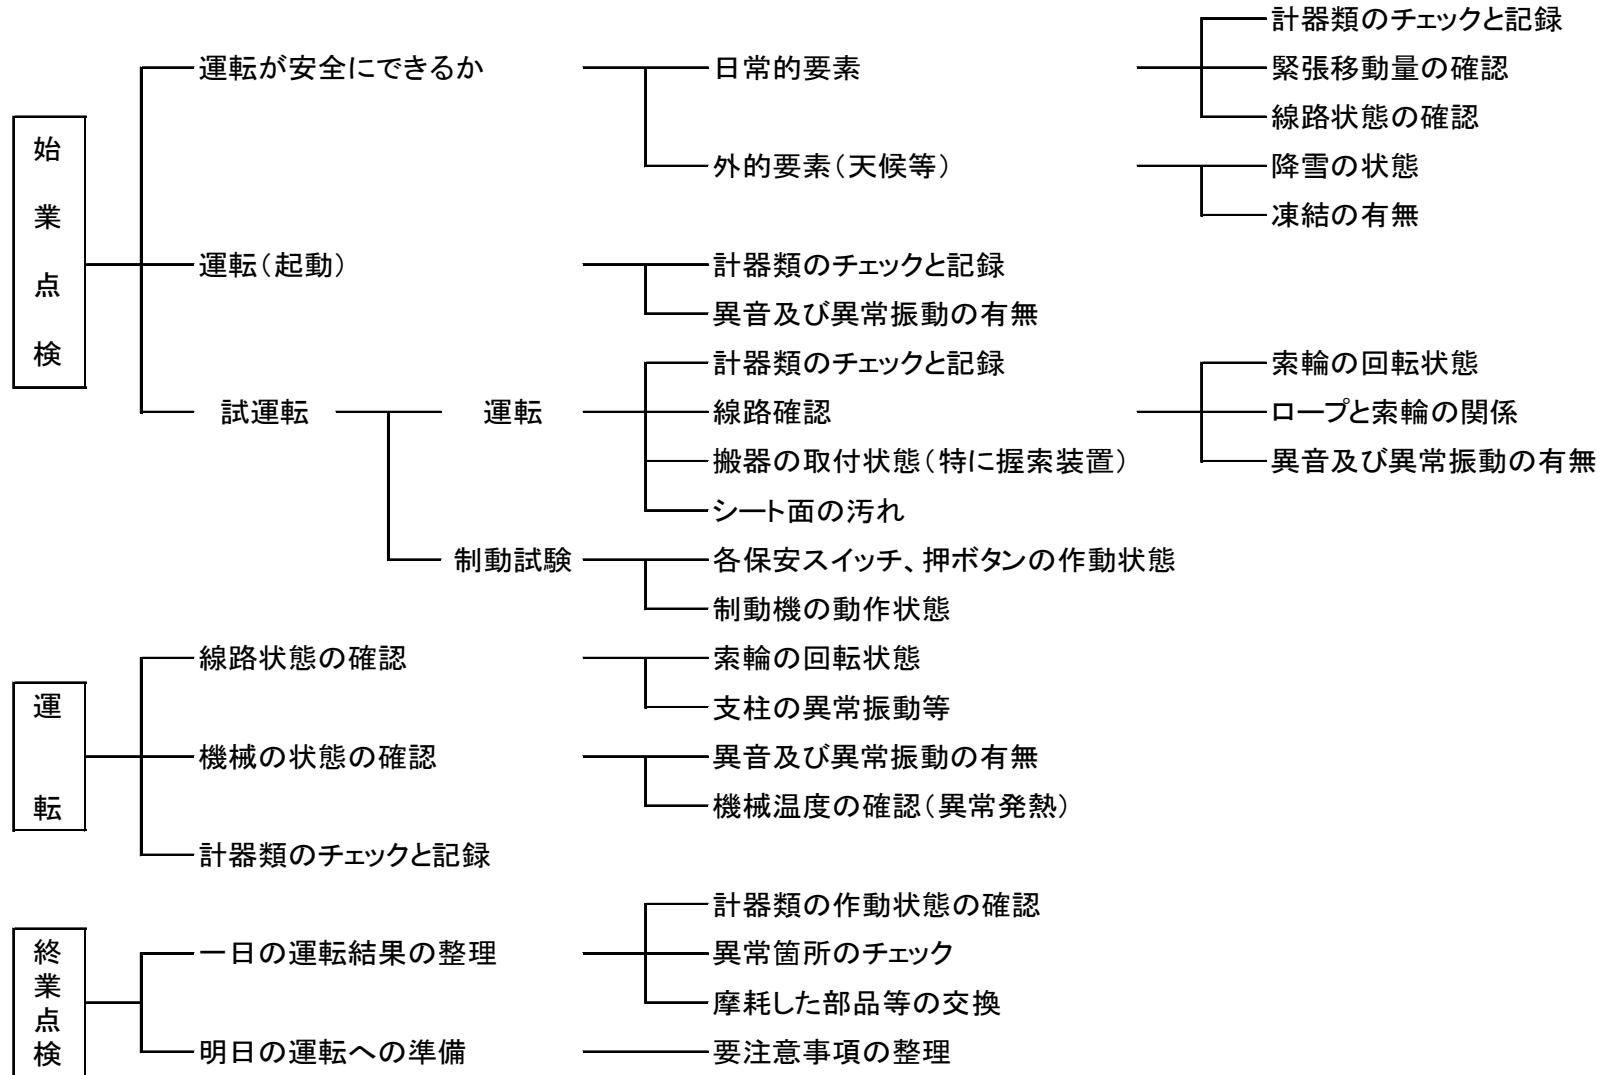 始業点検
運転が安全にできるか
日常的要素
計器類のチェックと記録
緊張移動量の確認
線路状態の確認
外的要素（天候等）
降雪の状態
凍結の有無
運転（起動）
計器類のチェックと記録
異音及び異常振動の有無
試運転
運転
計器類のチェックと記録
線路確認
索輪の回転状態
ロープと索輪の関係
異音及び異常振動の有無
搬器の取付状態（特に握索装置）
シート面の汚れ
制動試験
各保安スイッチ、押ボタンの作動状態
制動機の動作状態
運転
線路状態の確認
索輪の回転状態
支柱の異常振動等
機械の状態の確認
異音及び異常振動の有無
機械温度の確認（異常発熱）
計器類のチェックと記録
終業点検
一日の運転結果の整理
計器類の作動状態の確認
異常箇所のチェック
摩耗した部品等の交換
明日の運転への準備
要注意事項の整理